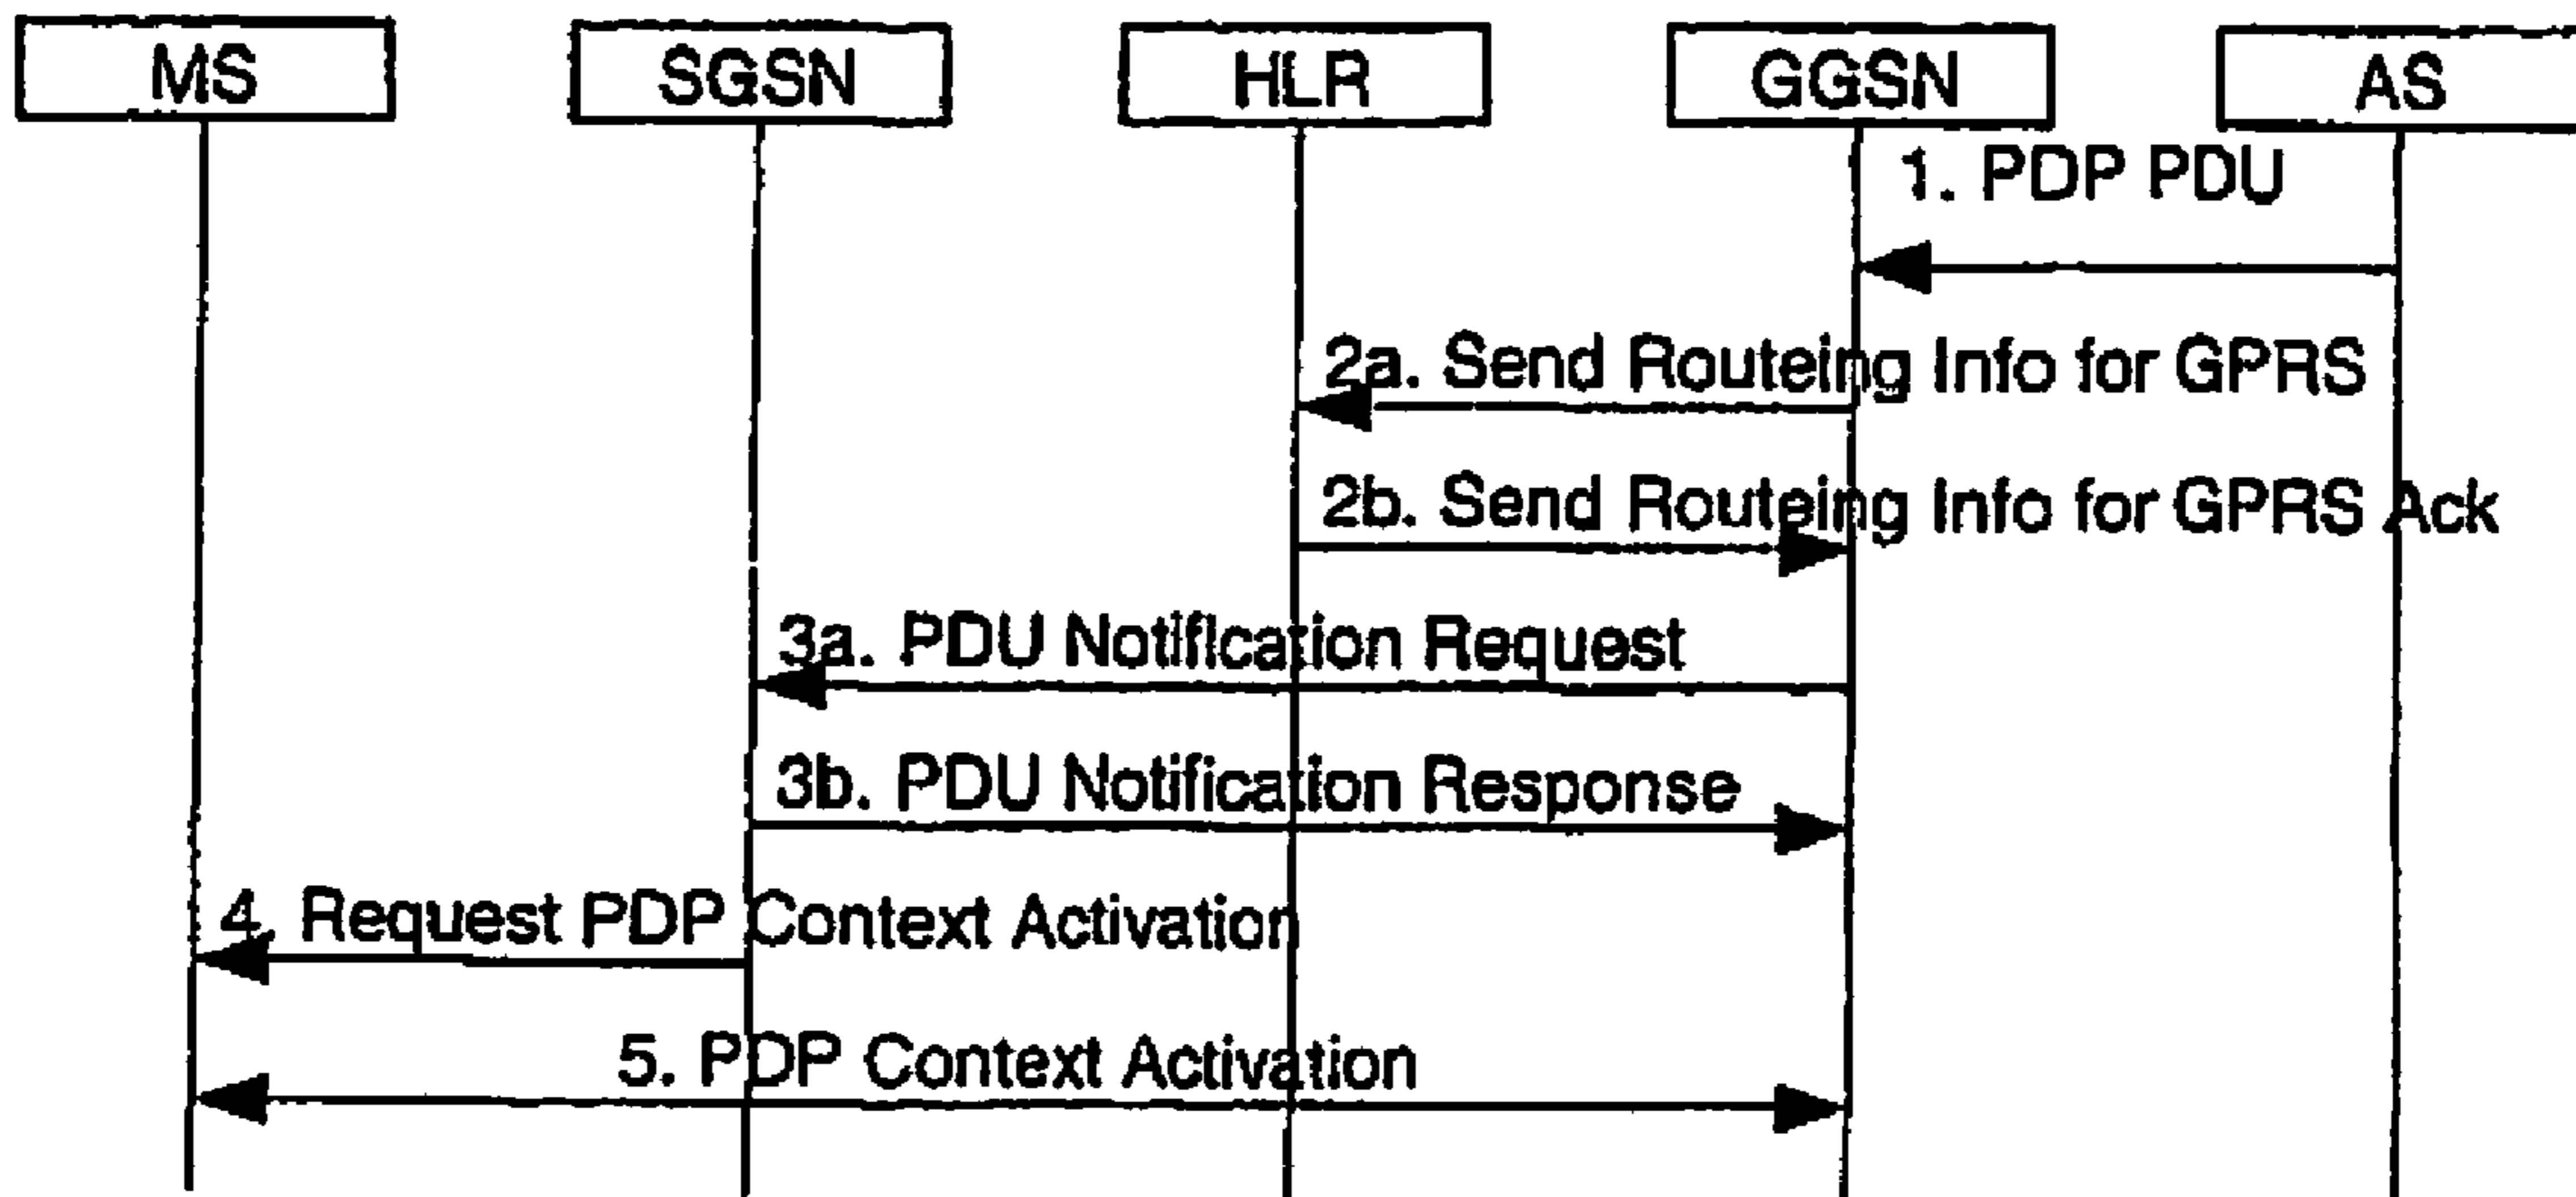 MS SGSN HLR GGSN AS
1. PDP PDU
2a. Send Routeing Info for GPRS
2b. Send Routeing Info for GPRS Ack
3a. PDU Notification Request
3b. PDU Notification Response
4. Request PDP Context Activation
5. PDP Context Activation